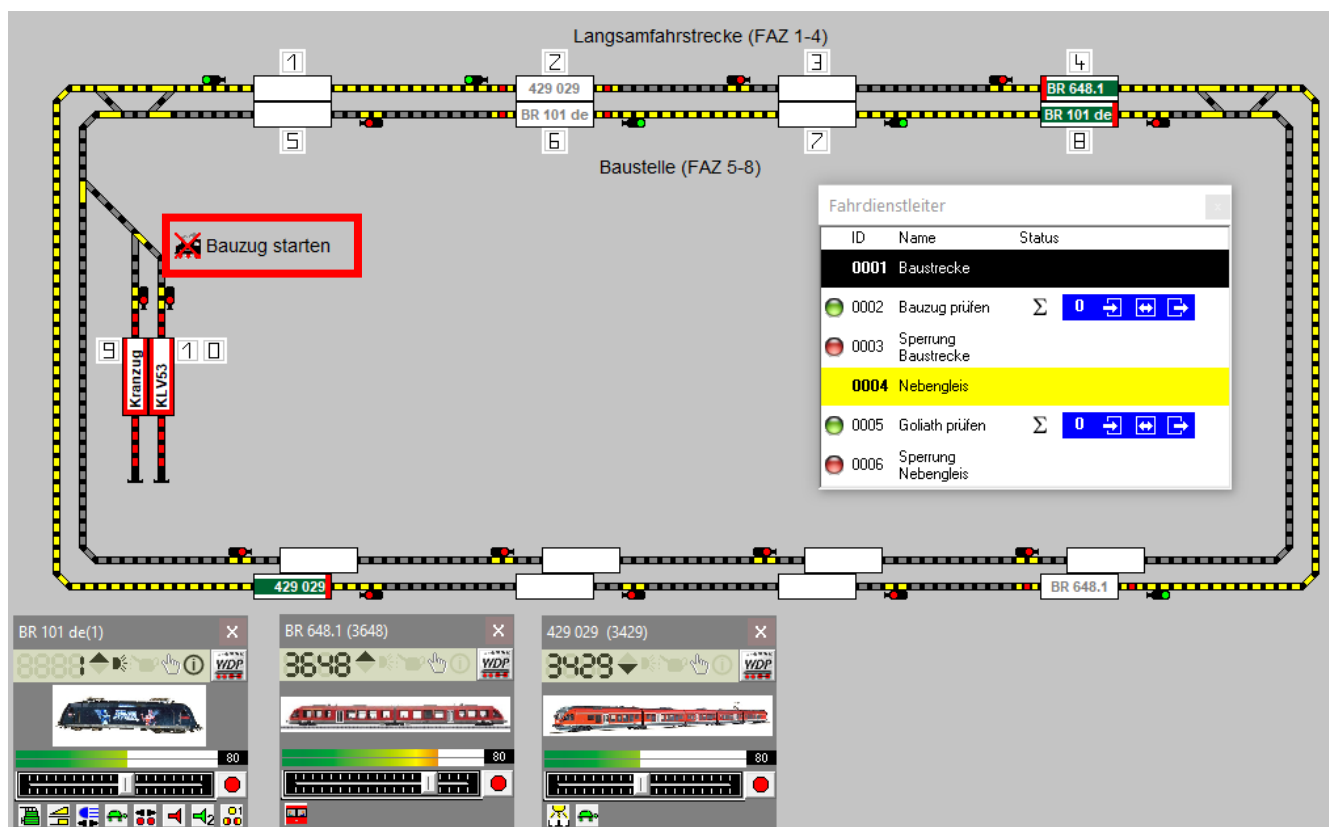 Langsamfahrstrecke (FAZ 1-4)
1
2
3
4
429 029
BR 648.1
BR 101 de
BR 101 de
5
6
7
8
Baustelle (FAZ 5-8)
Bauzug starten
9
10
Kranzug
KLV53
Fahrdienstleiter
x
ID Name Status
0001 Baustrecke
0002 Bauzug prüfen Σ 0
0003 Sperrung
Baustrecke
0004 Nebengleis
0005 Goliath prüfen Σ 0
0006 Sperrung
Nebengleis
429 029
BR 648.1
BR 101 de(1) X
1 WDP
80
BR 648.1 (3648) X
3648 WDP
80
429 029 (3429) X
3429 WDP
80